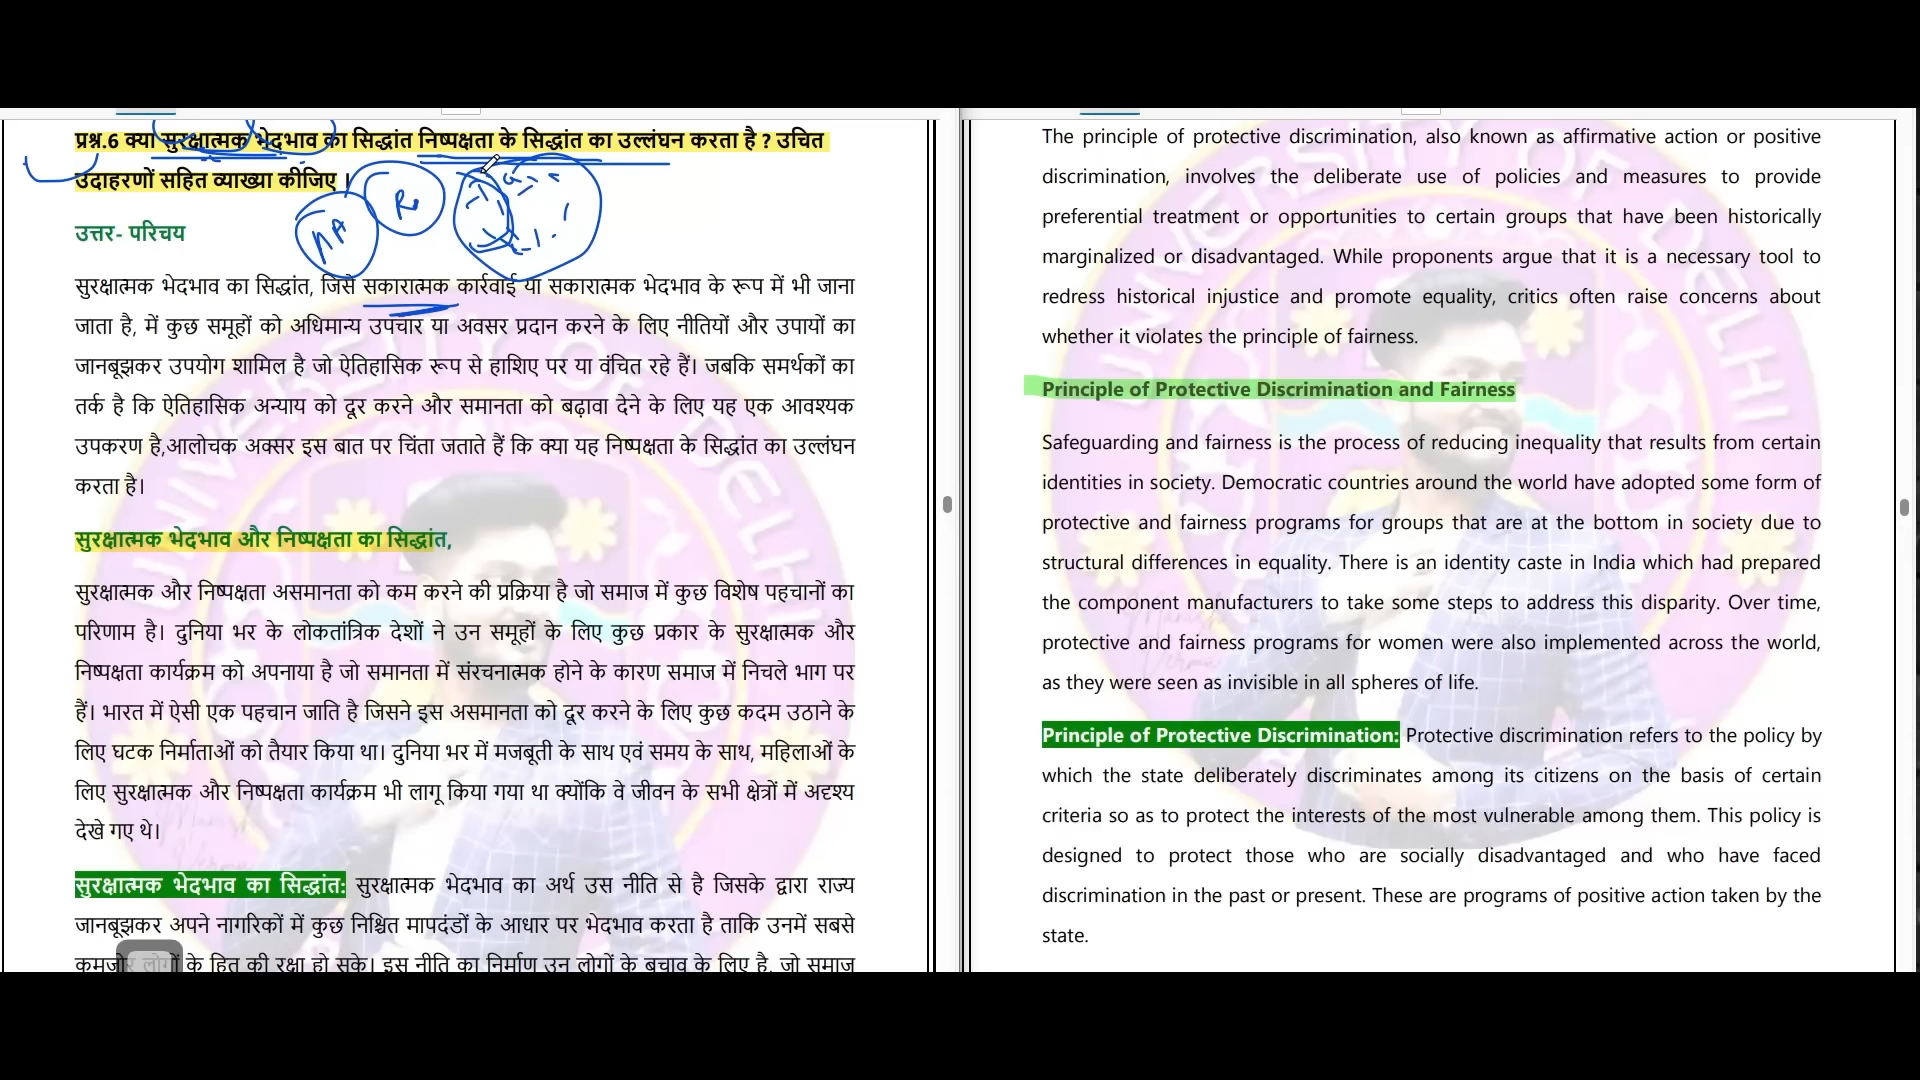 प्रश्न.6 क्या सुरक्षात्मक भेदभाव का सिद्धांत निष्पक्षता के सिद्धांत का उल्लंघन करता है ? उचित
उदाहरणों सहित व्याख्या कीजिए ।
उत्तर- परिचय
सुरक्षात्मक भेदभाव का सिद्धांत, जिसे सकारात्मक कार्रवाई या सकारात्मक भेदभाव के रूप में भी जाना
जाता है, में कुछ समूहों को अधिमान्य उपचार या अवसर प्रदान करने के लिए नीतियों और उपायों का
जानबूझकर उपयोग शामिल है जो ऐतिहासिक रूप से हाशिए पर या वंचित रहे हैं। जबकि समर्थकों का
तर्क है कि ऐतिहासिक अन्याय को दूर करने और समानता को बढ़ावा देने के लिए यह एक आवश्यक
उपकरण है,आलोचक अक्सर इस बात पर चिंता जताते हैं कि क्या यह निष्पक्षता के सिद्धांत का उल्लंघन
करता है।
सुरक्षात्मक भेदभाव और निष्पक्षता का सिद्धांत,
सुरक्षात्मक और निष्पक्षता असमानता को कम करने की प्रक्रिया है जो समाज में कुछ विशेष पहचानों का
परिणाम है। दुनिया भर के लोकतांत्रिक देशों ने उन समूहों के लिए कुछ प्रकार के सुरक्षात्मक और
निष्पक्षता कार्यक्रम को अपनाया है जो समानता में संरचनात्मक होने के कारण समाज में निचले भाग पर
हैं। भारत में ऐसी एक पहचान जाति है जिसने इस असमानता को दूर करने के लिए कुछ कदम उठाने के
लिए घटक निर्माताओं को तैयार किया था। दुनिया भर में मजबूती के साथ एवं समय के साथ, महिलाओं के
लिए सुरक्षात्मक और निष्पक्षता कार्यक्रम भी लागू किया गया था क्योंकि वे जीवन के सभी क्षेत्रों में अदृश्य
देखे गए थे।
सुरक्षात्मक भेदभाव का सिद्धांत: सुरक्षात्मक भेदभाव का अर्थ उस नीति से है जिसके द्वारा राज्य
जानबूझकर अपने नागरिकों में कुछ निश्चित मापदंडों के आधार पर भेदभाव करता है ताकि उनमें सबसे
कमजोर लोगों के हित की रक्षा हो सके। इस नीति का निर्माण उन लोगों के बचाव के लिए है, जो समाज
The principle of protective discrimination, also known as affirmative action or positive
discrimination, involves the deliberate use of policies and measures to provide
preferential treatment or opportunities to certain groups that have been historically
marginalized or disadvantaged. While proponents argue that it is a necessary tool to
redress historical injustice and promote equality, critics often raise concerns about
whether it violates the principle of fairness.
Principle of Protective Discrimination and Fairness
Safeguarding and fairness is the process of reducing inequality that results from certain
identities in society. Democratic countries around the world have adopted some form of
protective and fairness programs for groups that are at the bottom in society due to
structural differences in equality. There is an identity caste in India which had prepared
the component manufacturers to take some steps to address this disparity. Over time,
protective and fairness programs for women were also implemented across the world,
as they were seen as invisible in all spheres of life.
Principle of Protective Discrimination: Protective discrimination refers to the policy by
which the state deliberately discriminates among its citizens on the basis of certain
criteria so as to protect the interests of the most vulnerable among them. This policy is
designed to protect those who are socially disadvantaged and who have faced
discrimination in the past or present. These are programs of positive action taken by the
state.
UNIVERSITY OF DELHI
UNIVERSITY OF DELHI